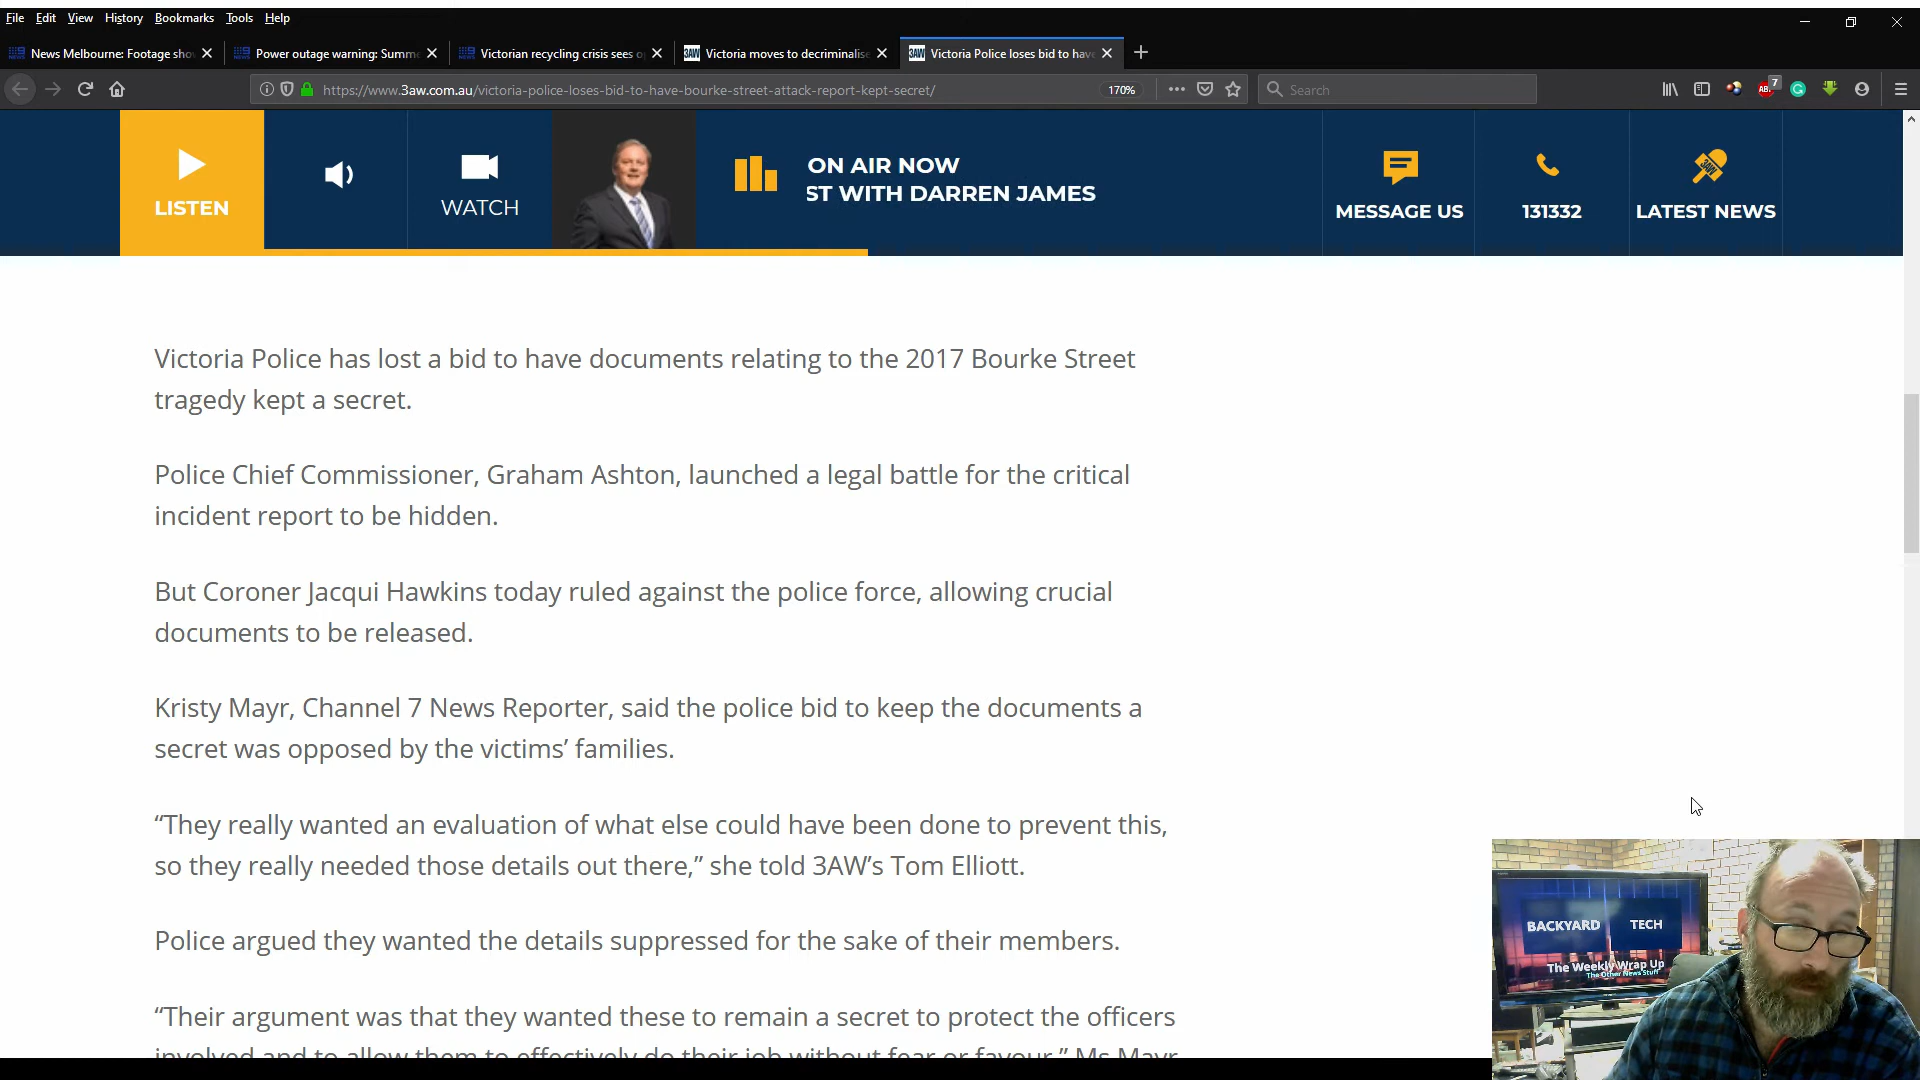 File Edit View History Bookmarks Tools Help
News Melbourne: Footage sho
Power outage warning: Summ
Victorian recycling crisis sees o
3AW Victoria moves to decriminalise
3AW Victoria Police loses bid to have
https://www.3aw.com.au/victoria-police-loses-bid-to-have-bourke-street-attack-report-kept-secret/ 170% Search 7
LISTEN
WATCH
ON AIR NOW
ST WITH DARREN JAMES
MESSAGE US
131332
LATEST NEWS
Victoria Police has lost a bid to have documents relating to the 2017 Bourke Street
tragedy kept a secret.
Police Chief Commissioner, Graham Ashton, launched a legal battle for the critical
incident report to be hidden.
But Coroner Jacqui Hawkins today ruled against the police force, allowing crucial
documents to be released.
Kristy Mayr, Channel 7 News Reporter, said the police bid to keep the documents a
secret was opposed by the victims’ families.
“They really wanted an evaluation of what else could have been done to prevent this,
so they really needed those details out there,” she told 3AW’s Tom Elliott.
Police argued they wanted the details suppressed for the sake of their members.
“Their argument was that they wanted these to remain a secret to protect the officers
involved and to allow them to effectively do their job without fear or favour,” Ms Mayr
BACKYARD TECH
The Weekly Wrap Up
The Other News Stuff